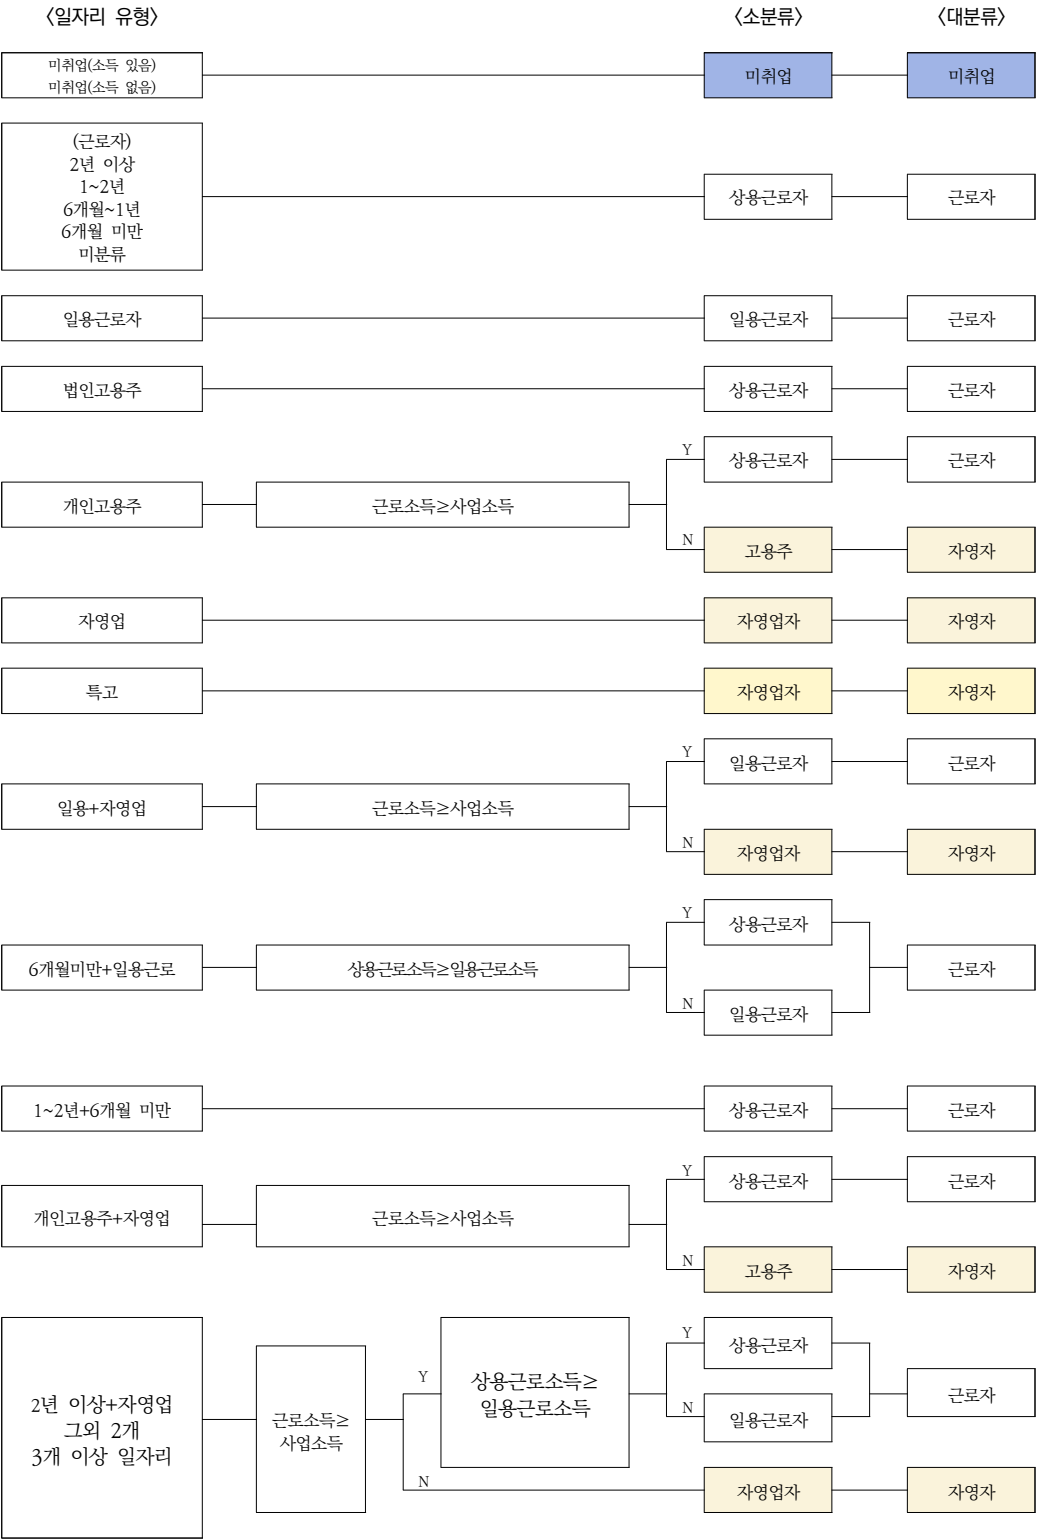 〈일자리 유형〉
〈소분류〉
〈대분류〉
미취업(소득 있음)
미취업(소득 없음)
미취업
미취업
(근로자)
2년 이상
1~2년
6개월~1년
6개월 미만
미분류
상용근로자
근로자
일용근로자
일용근로자
근로자
법인고용주
상용근로자
근로자
개인고용주
근로소득≥사업소득
Y
상용근로자
근로자
N
고용주
자영자
자영업
자영업자
자영자
특고
자영업자
자영자
일용+자영업
근로소득≥사업소득
Y
일용근로자
근로자
N
자영업자
자영자
6개월미만+일용근로
상용근로소득≥일용근로소득
Y
상용근로자
N
일용근로자
근로자
1~2년+6개월 미만
상용근로자
근로자
개인고용주+자영업
근로소득≥사업소득
Y
상용근로자
근로자
N
고용주
자영자
2년 이상+자영업
그외 2개
3개 이상 일자리
근로소득≥
사업소득
Y
상용근로소득≥
일용근로소득
Y
상용근로자
N
일용근로자
근로자
N
자영업자
자영자